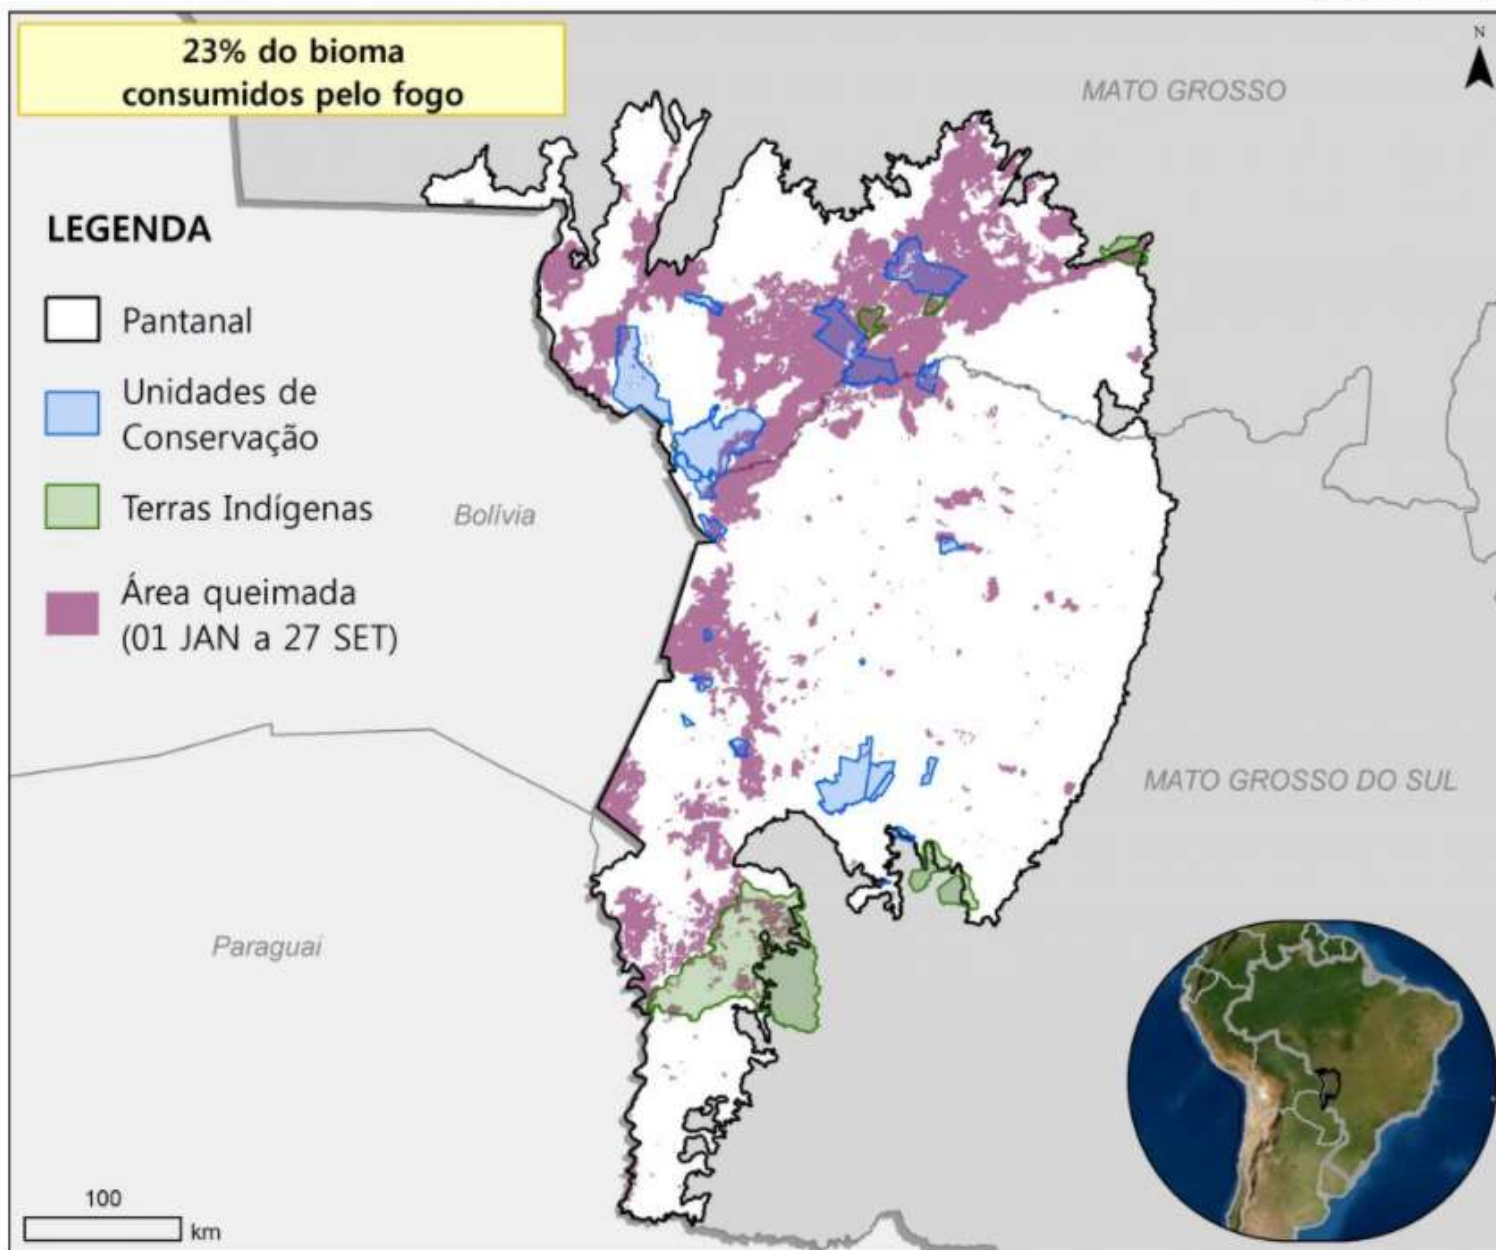 23% do bioma
consumidos pelo fogo
N
MATO GROSSO
LEGENDA
Pantanal
Unidades de
Conservação
Terras Indígenas
Bolívia
Área queimada
(01 JAN a 27 SET)
MATO GROSSO DO SUL
Paraguai
100
km